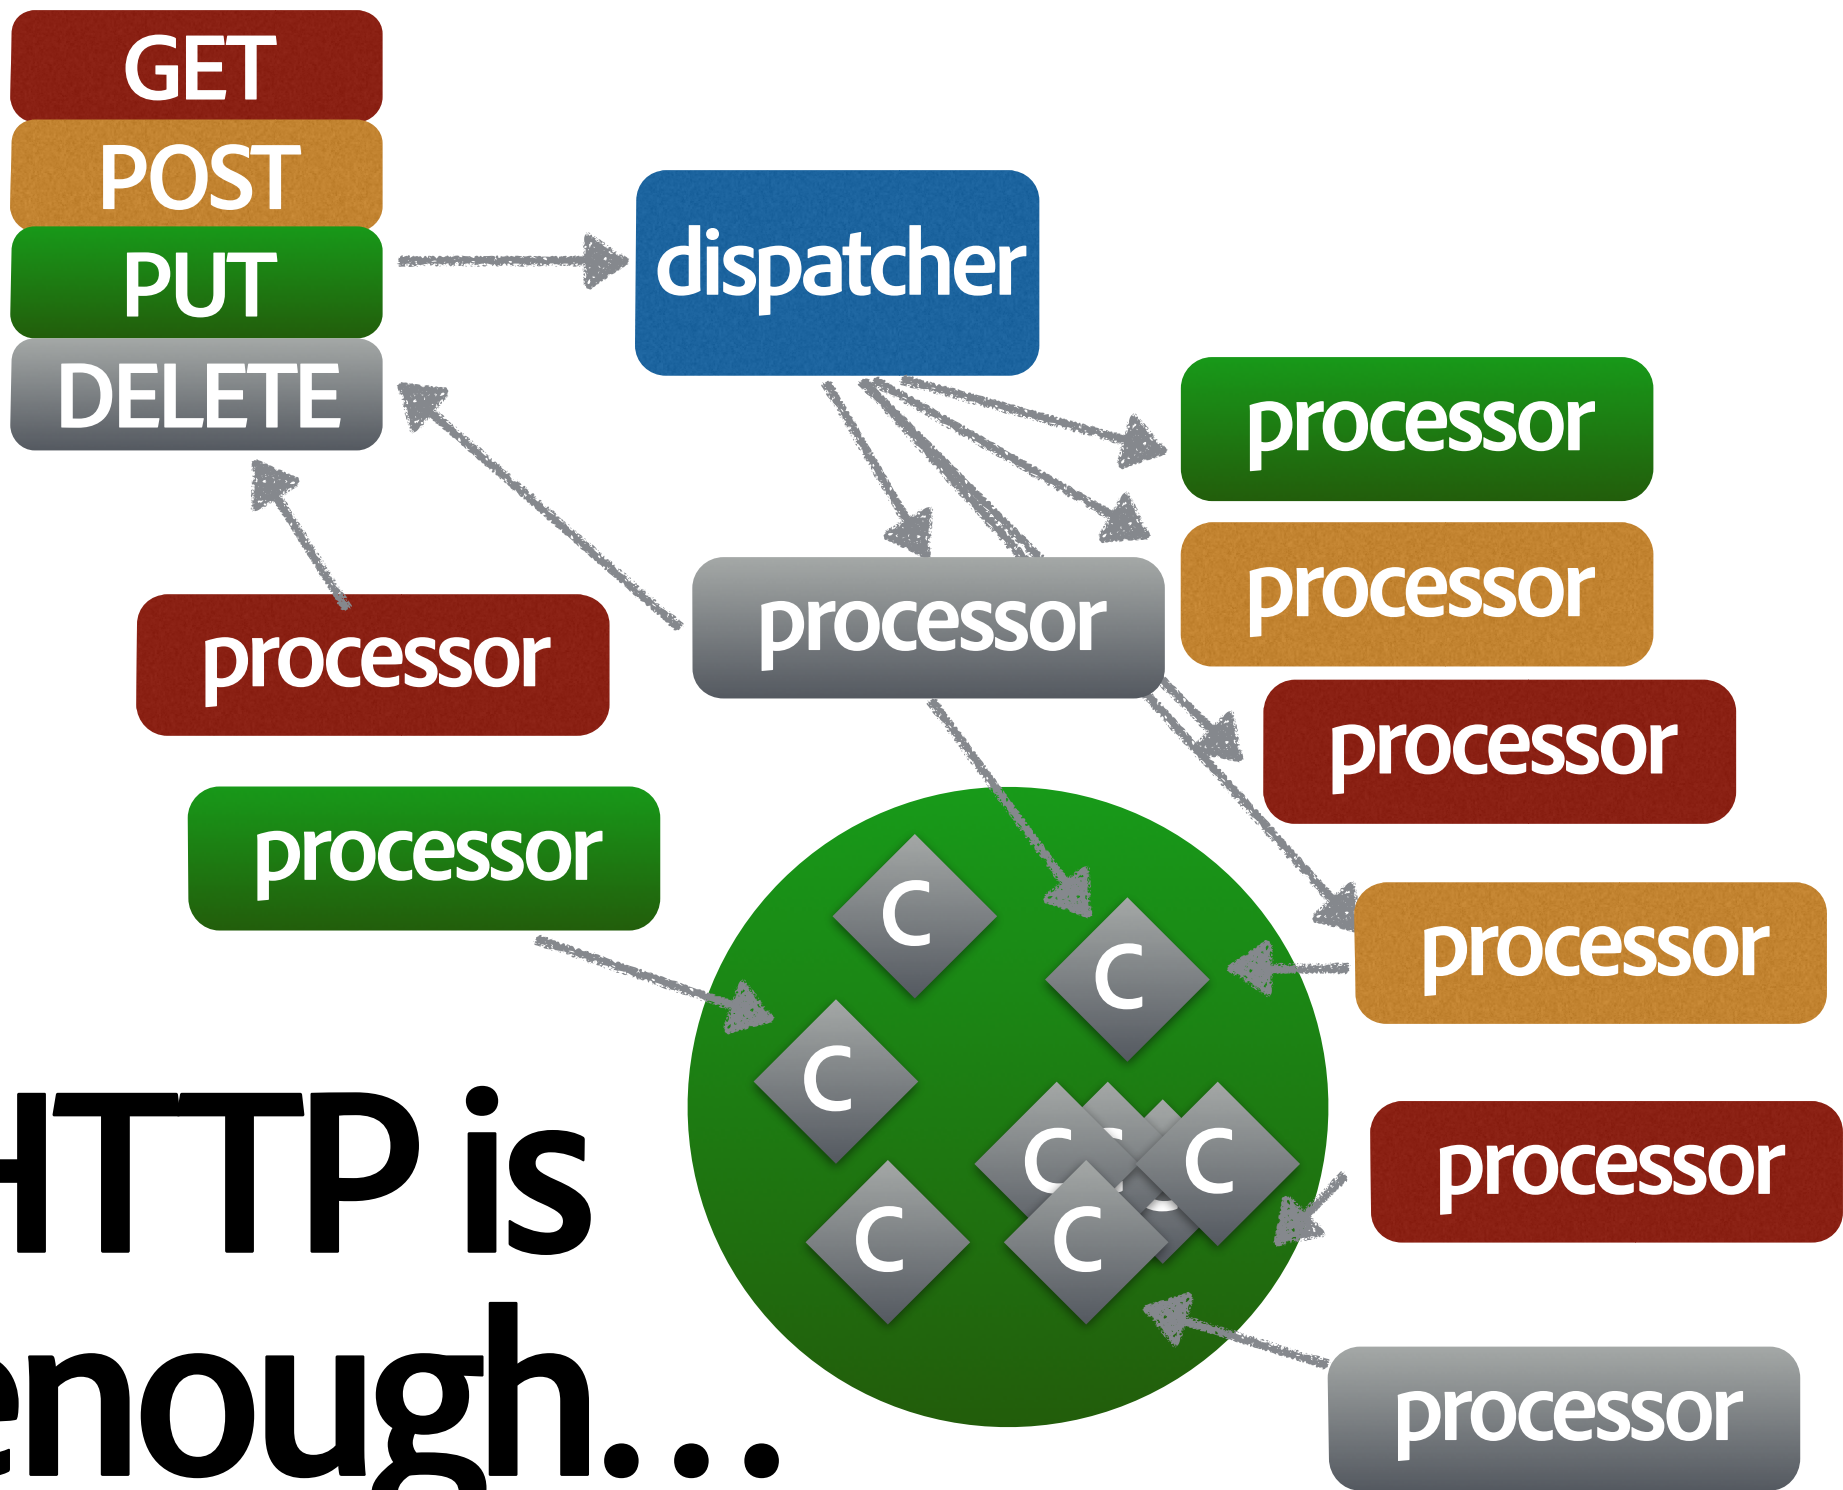 GET
POST
PUT
DELETE
dispatcher
processor
processor
processor
processor
processor
processor
processor
processor
processor
C
C
C
C
C
C
C
C
HTTP is
enough...